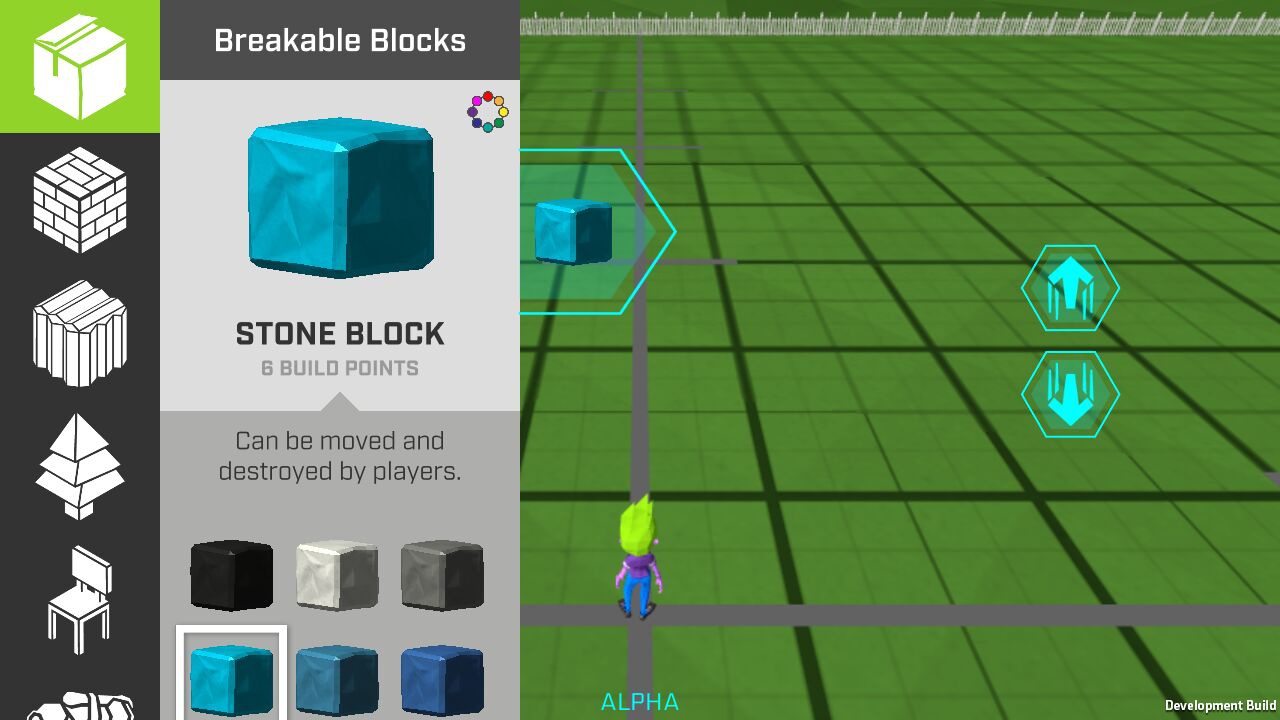 Breakable Blocks
STONE BLOCK
6 BUILD POINTS
Can be moved and
destroyed by players.
ALPHA
Development Build